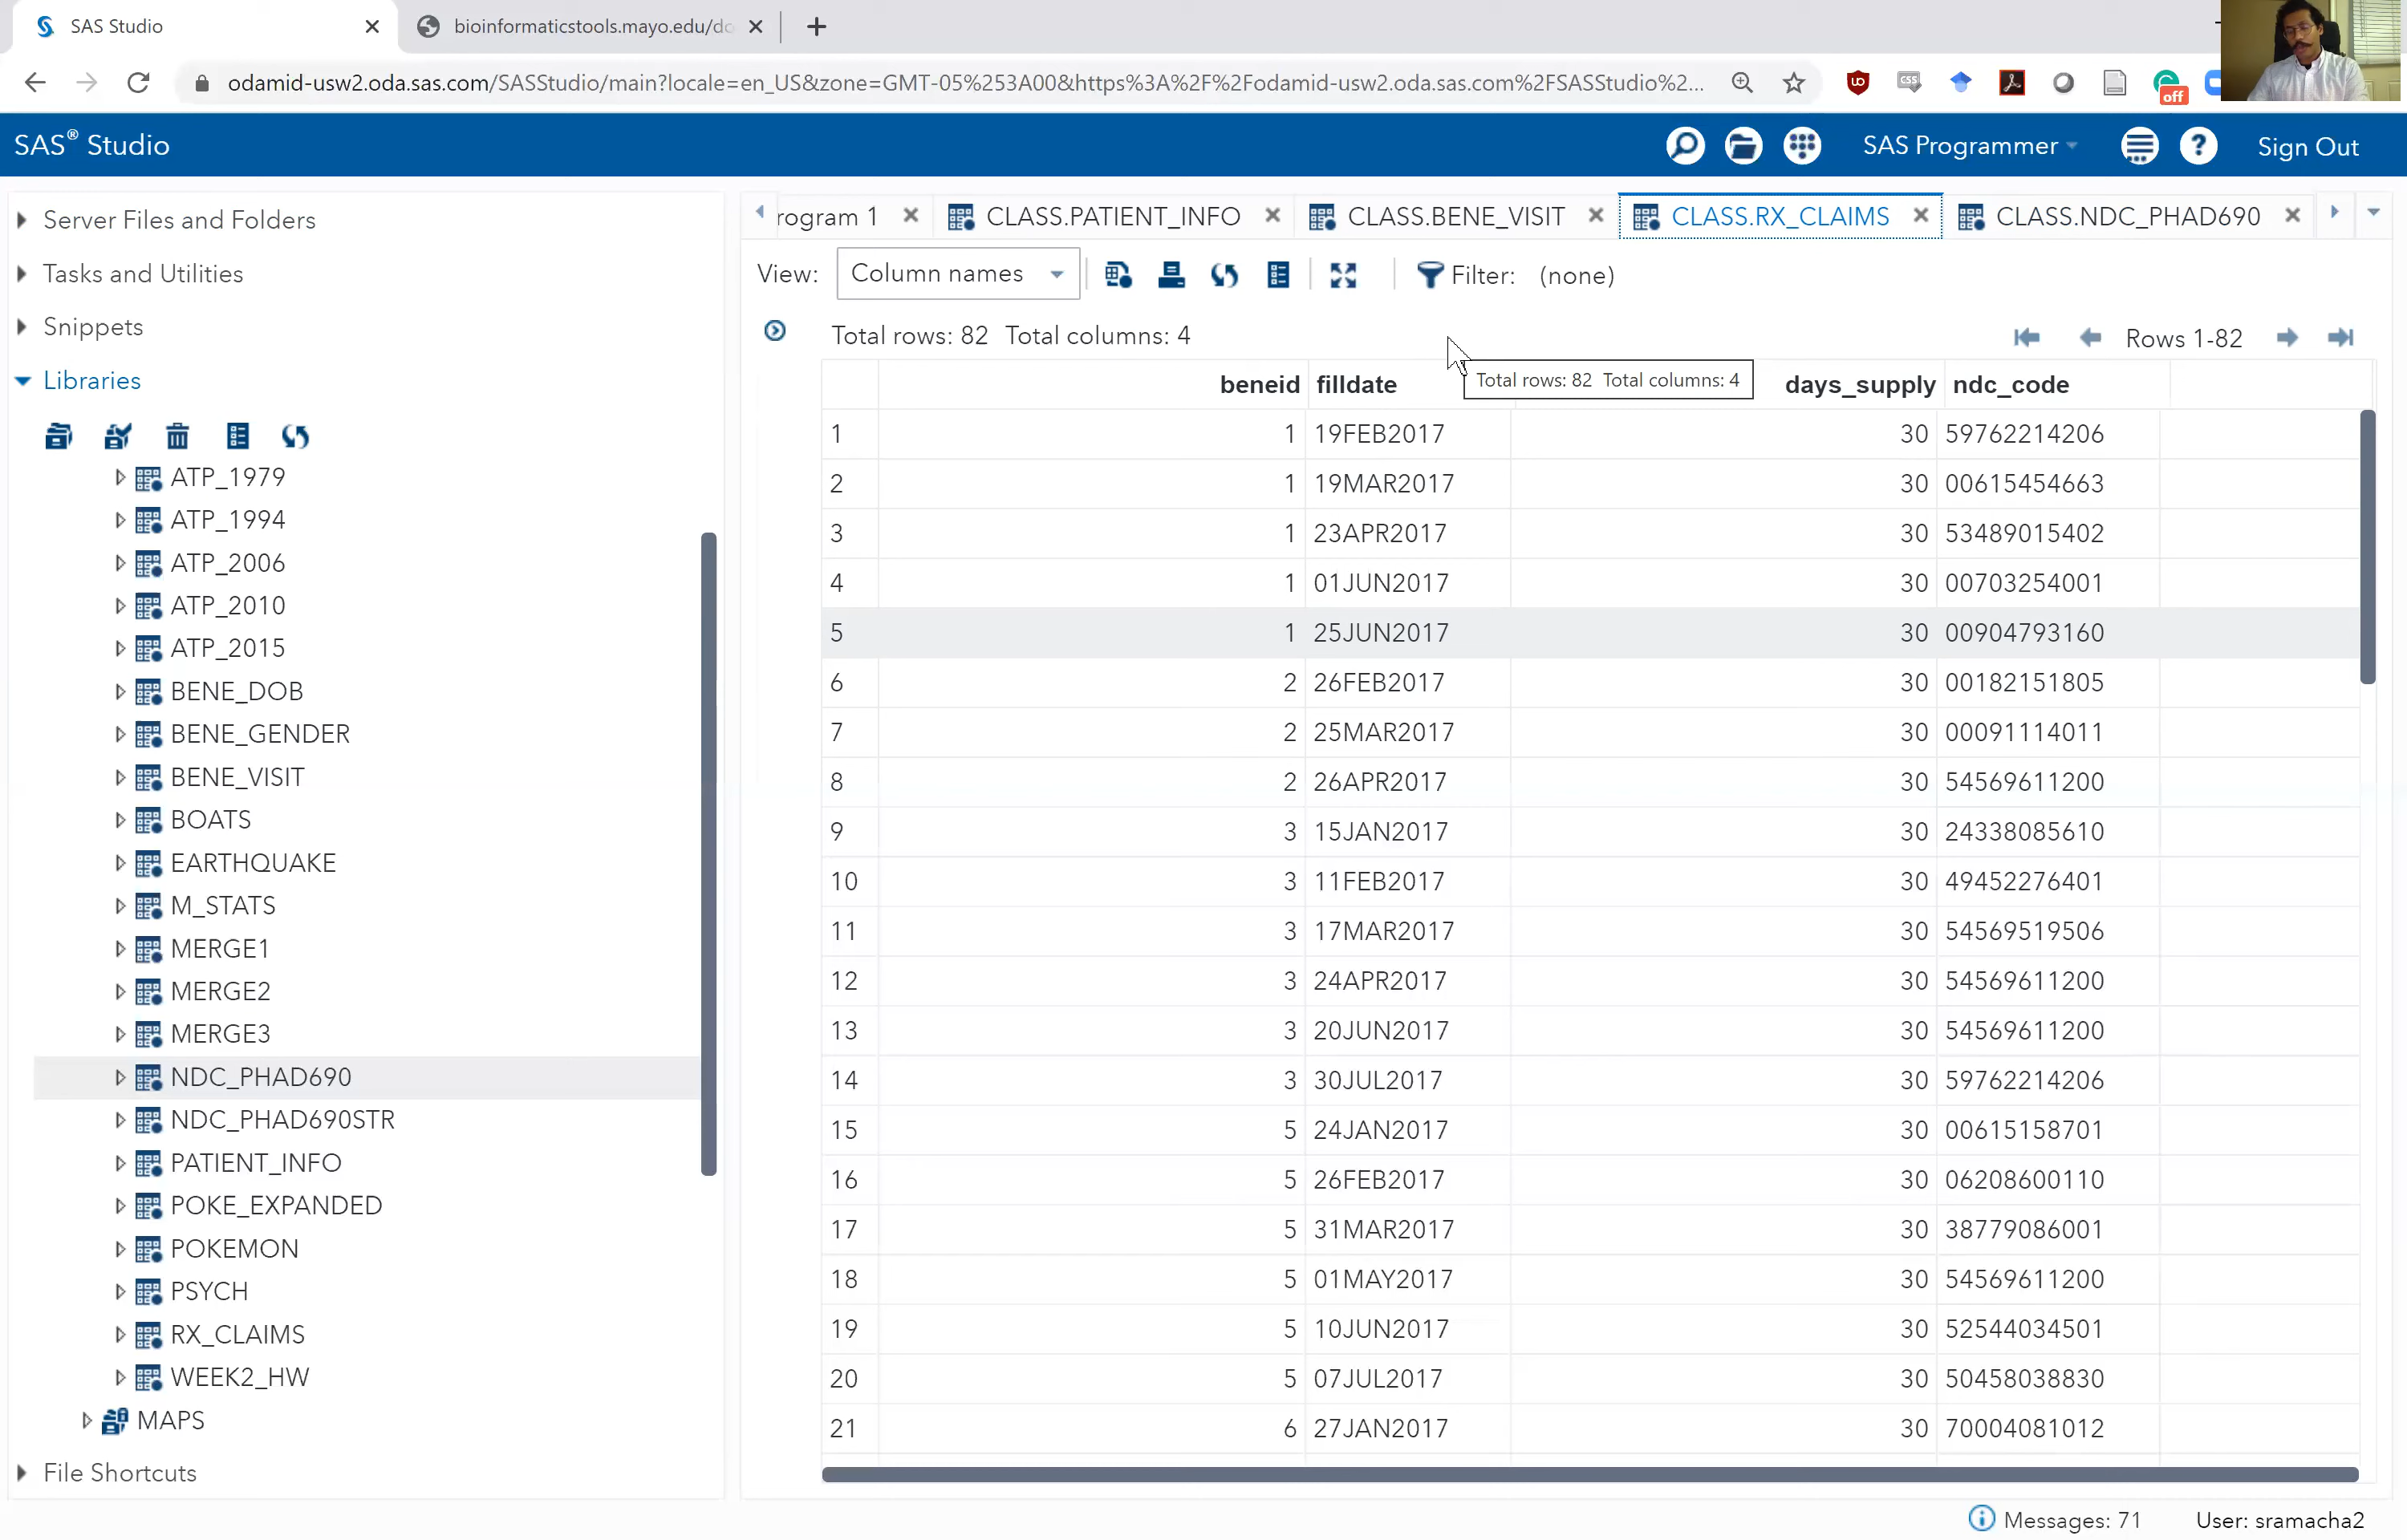 SAS Studio
bioinformaticstools.mayo.edu/do
odamid-usw2.oda.sas.com/SASStudio/main?locale=en_US&zone=GMT-05%253A00&https%3A%2F%2Fodamid-usw2.oda.sas.com%2FSASStudio%2...
off
SAS® Studio
SAS Programmer
Sign Out
Server Files and Folders
Tasks and Utilities
Snippets
Libraries
ATP_1979
ATP_1994
ATP_2006
ATP_2010
ATP_2015
BENE_DOB
BENE_GENDER
BENE_VISIT
BOATS
EARTHQUAKE
M_STATS
MERGE1
MERGE2
MERGE3
NDC_PHAD690
NDC_PHAD690STR
PATIENT_INFO
POKE_EXPANDED
POKEMON
PSYCH
RX_CLAIMS
WEEK2_HW
MAPS
File Shortcuts
rogram 1 CLASS.PATIENT_INFO CLASS.BENE_VISIT CLASS.RX_CLAIMS CLASS.NDC_PHAD690
View: Column names Filter: (none)
Total rows: 82 Total columns: 4 Rows 1-82
Total rows: 82 Total columns: 4
beneid filldate days_supply ndc_code
1 1 19FEB2017 30 59762214206
2 1 19MAR2017 30 00615454663
3 1 23APR2017 30 53489015402
4 1 01JUN2017 30 00703254001
5 1 25JUN2017 30 00904793160
6 2 26FEB2017 30 00182151805
7 2 25MAR2017 30 00091114011
8 2 26APR2017 30 54569611200
9 3 15JAN2017 30 24338085610
10 3 11FEB2017 30 49452276401
11 3 17MAR2017 30 54569519506
12 3 24APR2017 30 54569611200
13 3 20JUN2017 30 54569611200
14 3 30JUL2017 30 59762214206
15 5 24JAN2017 30 00615158701
16 5 26FEB2017 30 06208600110
17 5 31MAR2017 30 38779086001
18 5 01MAY2017 30 54569611200
19 5 10JUN2017 30 52544034501
20 5 07JUL2017 30 50458038830
21 6 27JAN2017 30 70004081012
Messages: 71 User: sramacha2